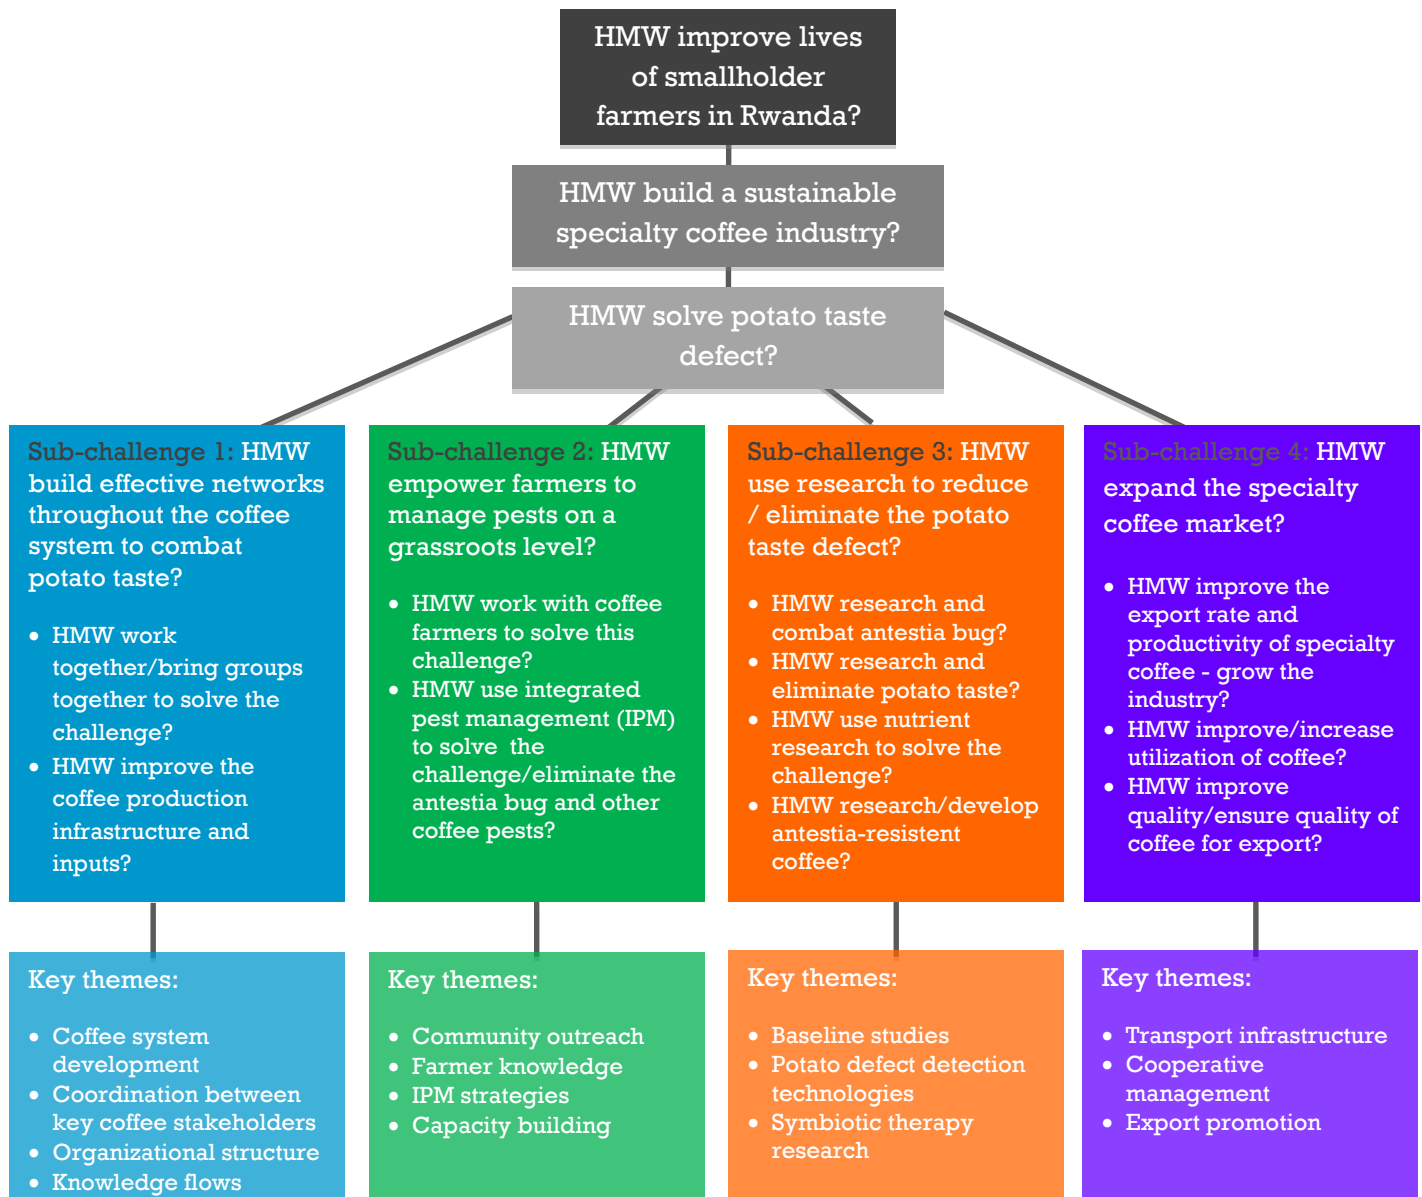 HMW improve lives
of smallholder
farmers in Rwanda?
HMW build a sustainable
specialty coffee industry?
HMW solve potato taste
defect?
Sub-challenge 1: HMW
build effective networks
throughout the coffee
system to combat
potato taste?
• HMW work
together/bring groups
together to solve the
challenge?
• HMW improve the
coffee production
infrastructure and
inputs?
Sub-challenge 2: HMW
empower farmers to
manage pests on a
grassroots level?
• HMW work with coffee
farmers to solve this
challenge?
• HMW use integrated
pest management (IPM)
to solve  the
challenge/eliminate the
antestia bug and other
coffee pests?
Sub-challenge 3: HMW
use research to reduce
/ eliminate the potato
taste defect?
• HMW research and
combat antestia bug?
• HMW research and
eliminate potato taste?
• HMW use nutrient
research to solve the
challenge?
• HMW research/develop
antestia-resistent
coffee?
Sub-challenge 4: HMW
expand the specialty
coffee market?
• HMW improve the
export rate and
productivity of specialty
coffee - grow the
industry?
• HMW improve/increase
utilization of coffee?
• HMW improve
quality/ensure quality of
coffee for export?
Key themes:
• Coffee system
development
• Coordination between
key coffee stakeholders
• Organizational structure
• Knowledge flows
Key themes:
• Community outreach
• Farmer knowledge
• IPM strategies
• Capacity building
Key themes:
• Baseline studies
• Potato defect detection
technologies
• Symbiotic therapy
research
Key themes:
• Transport infrastructure
• Cooperative
management
• Export promotion